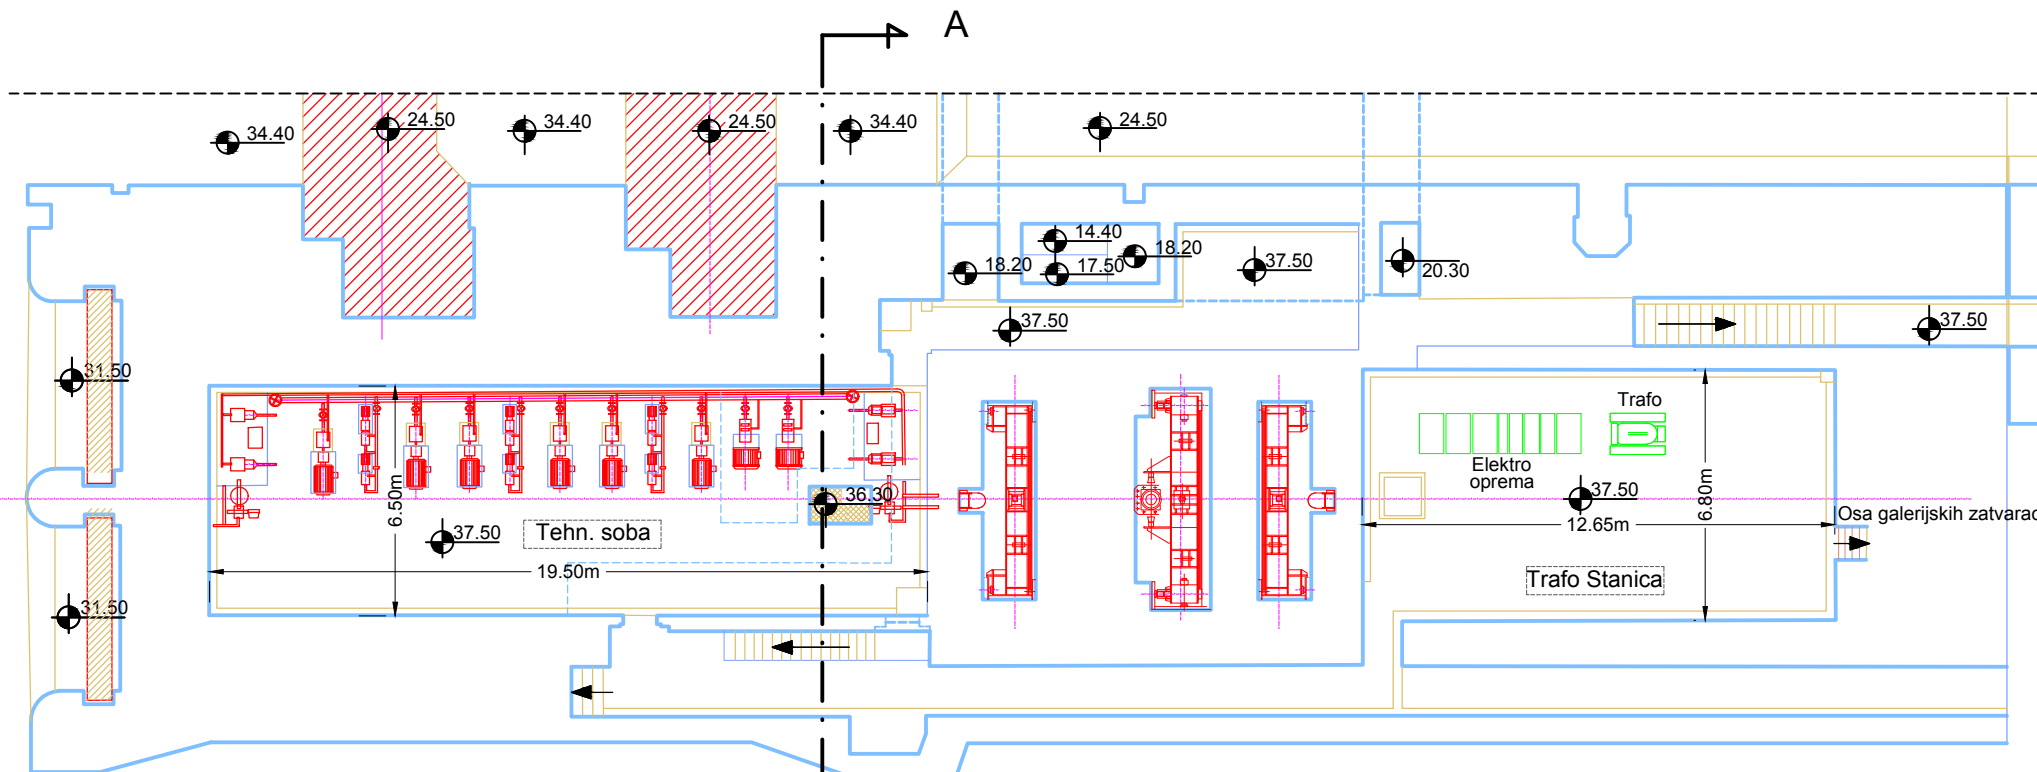 A
34.40
24.50
34.40
24.50
34.40
24.50
14.40
18.20
18.20
17.50
37.50
20.30
37.50
37.50
31.50
Trafo
Elektro
oprema
6.50m
36.30
37.50
6.80m
Osa galerijskih zatvarac
12.65m
37.50
Tehn. soba
19.50m
Trafo Stanica
31.50